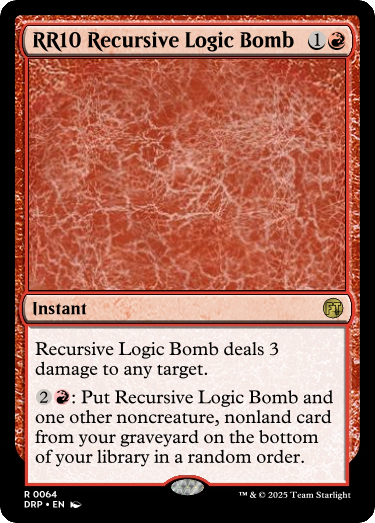 RR10 Recursive Logic Bomb 1
Instant
Recursive Logic Bomb deals 3
damage to any target.
2 : Put Recursive Logic Bomb and
one other noncreature, nonland card
from your graveyard on the bottom
of your library in a random order.
R 0064
DRP • EN
™ & © 2025 Team Starlight